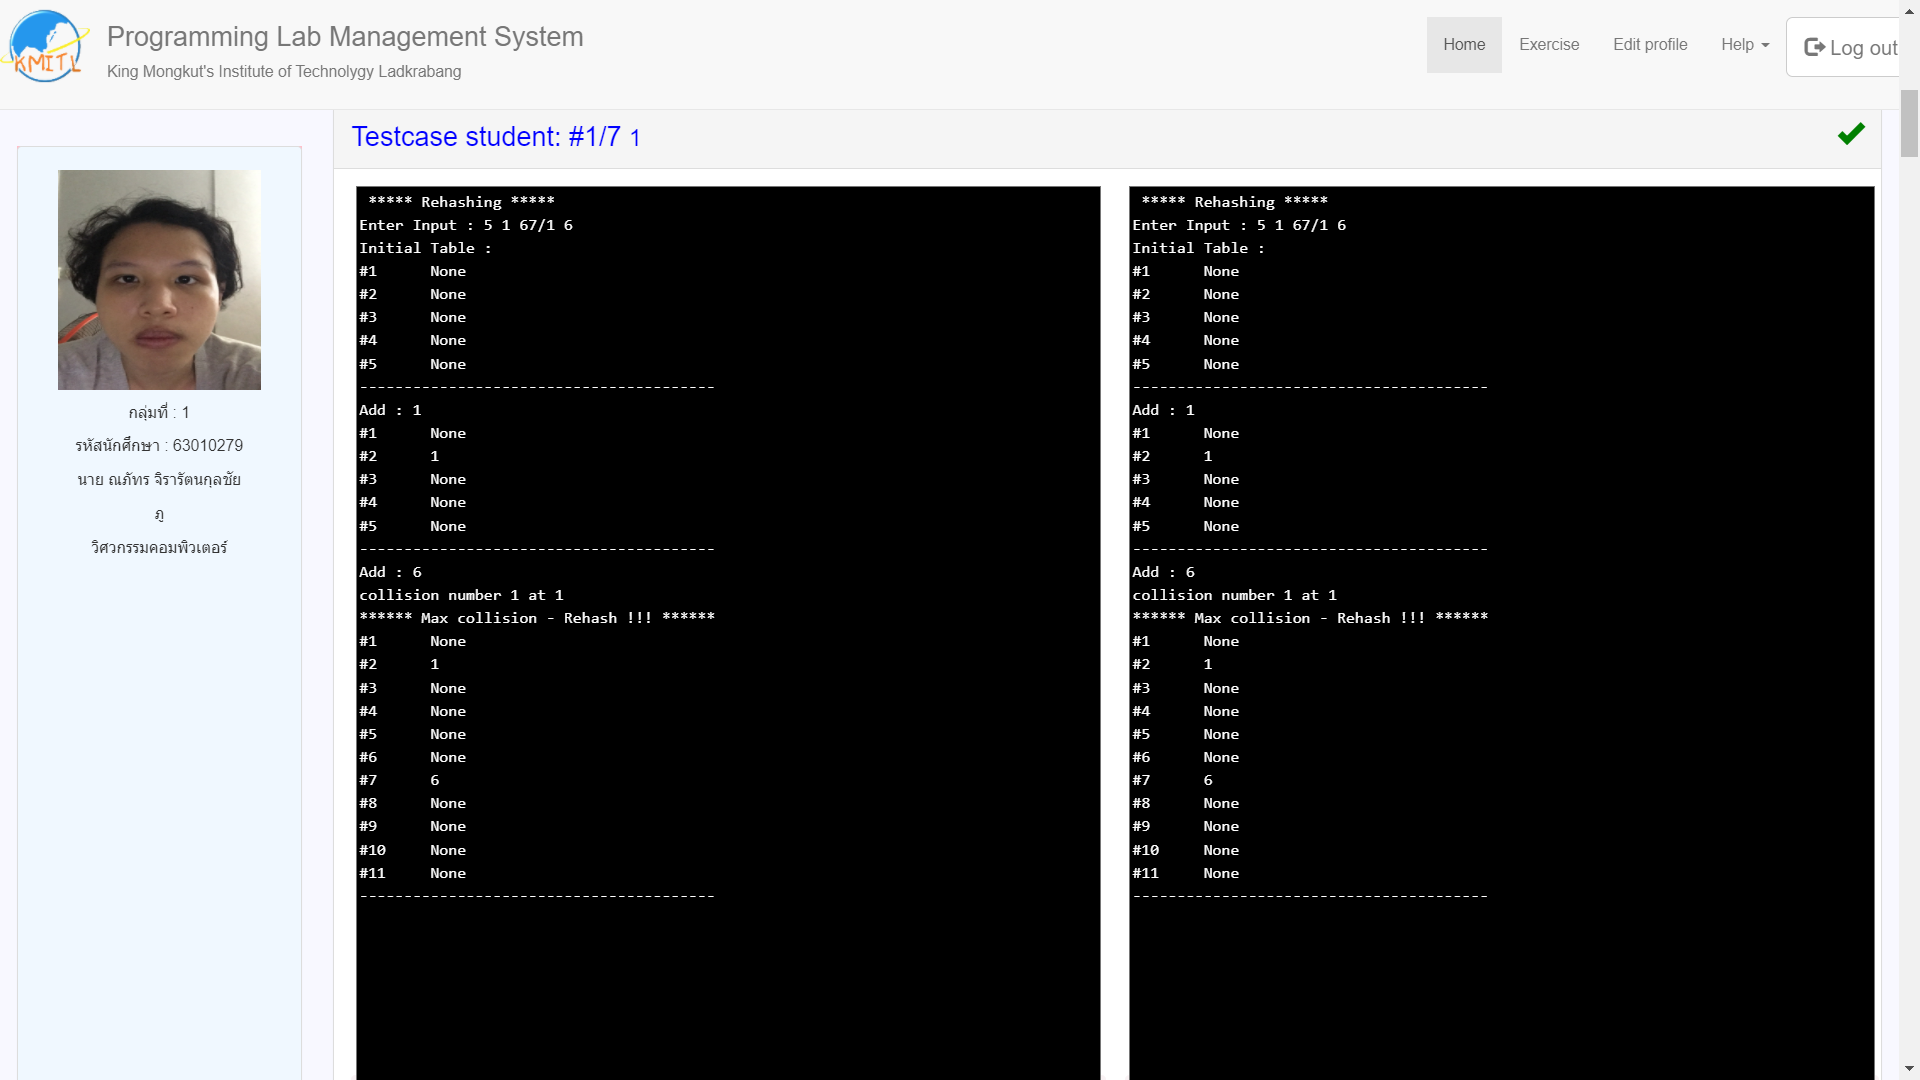 KMITL
Programming Lab Management System
King Mongkut's Institute of Technolygy Ladkrabang
Home
Exercise
Edit profile
Help
Log out
กลุ่มที่ : 1
รหัสนักศึกษา : 63010279
นาย ณภัทร จิรารัตนกุลชัย
ภู
วิศวกรรมคอมพิวเตอร์
Testcase student: #1/7 1
***** Rehashing *****
Enter Input : 5 1 67/1 6
Initial Table :
#1 None
#2 None
#3 None
#4 None
#5 None
----------------------------------------
Add : 1
#1 None
#2 1
#3 None
#4 None
#5 None
----------------------------------------
Add : 6
collision number 1 at 1
****** Max collision - Rehash !!! ******
#1 None
#2 1
#3 None
#4 None
#5 None
#6 None
#7 6
#8 None
#9 None
#10 None
#11 None
----------------------------------------
***** Rehashing *****
Enter Input : 5 1 67/1 6
Initial Table :
#1 None
#2 None
#3 None
#4 None
#5 None
----------------------------------------
Add : 1
#1 None
#2 1
#3 None
#4 None
#5 None
----------------------------------------
Add : 6
collision number 1 at 1
****** Max collision - Rehash !!! ******
#1 None
#2 1
#3 None
#4 None
#5 None
#6 None
#7 6
#8 None
#9 None
#10 None
#11 None
----------------------------------------